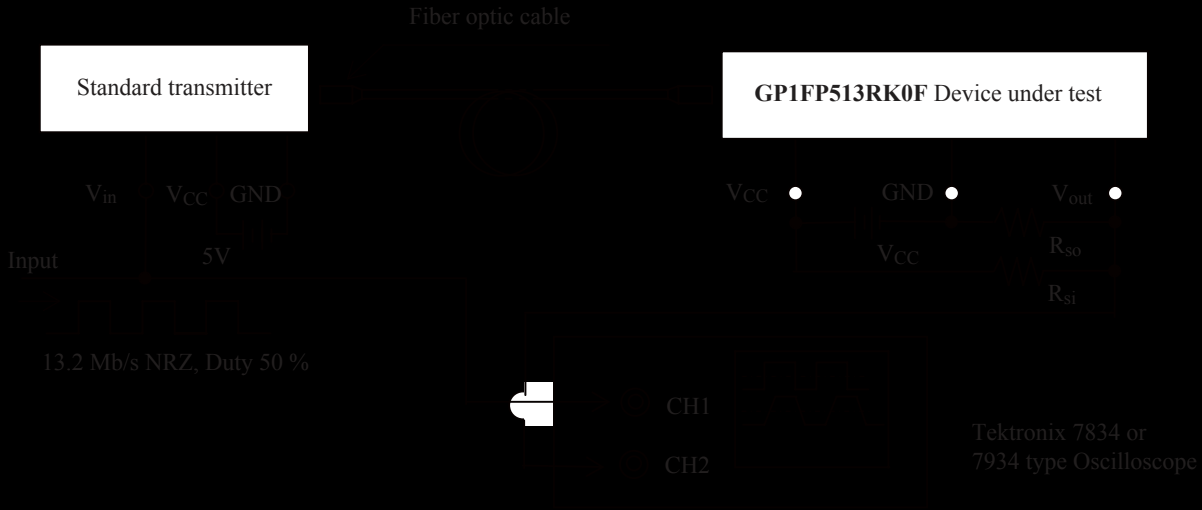 Fiber optic cable
Standard transmitter
GP1FP513RK0F Device under test
Vin VCC GND
VCC GND Vout
Input
5V
VCC
Rso
Rsi
13.2 Mb/s NRZ, Duty 50 %
CH1
CH2
Tektronix 7834 or
7934 type Oscilloscope